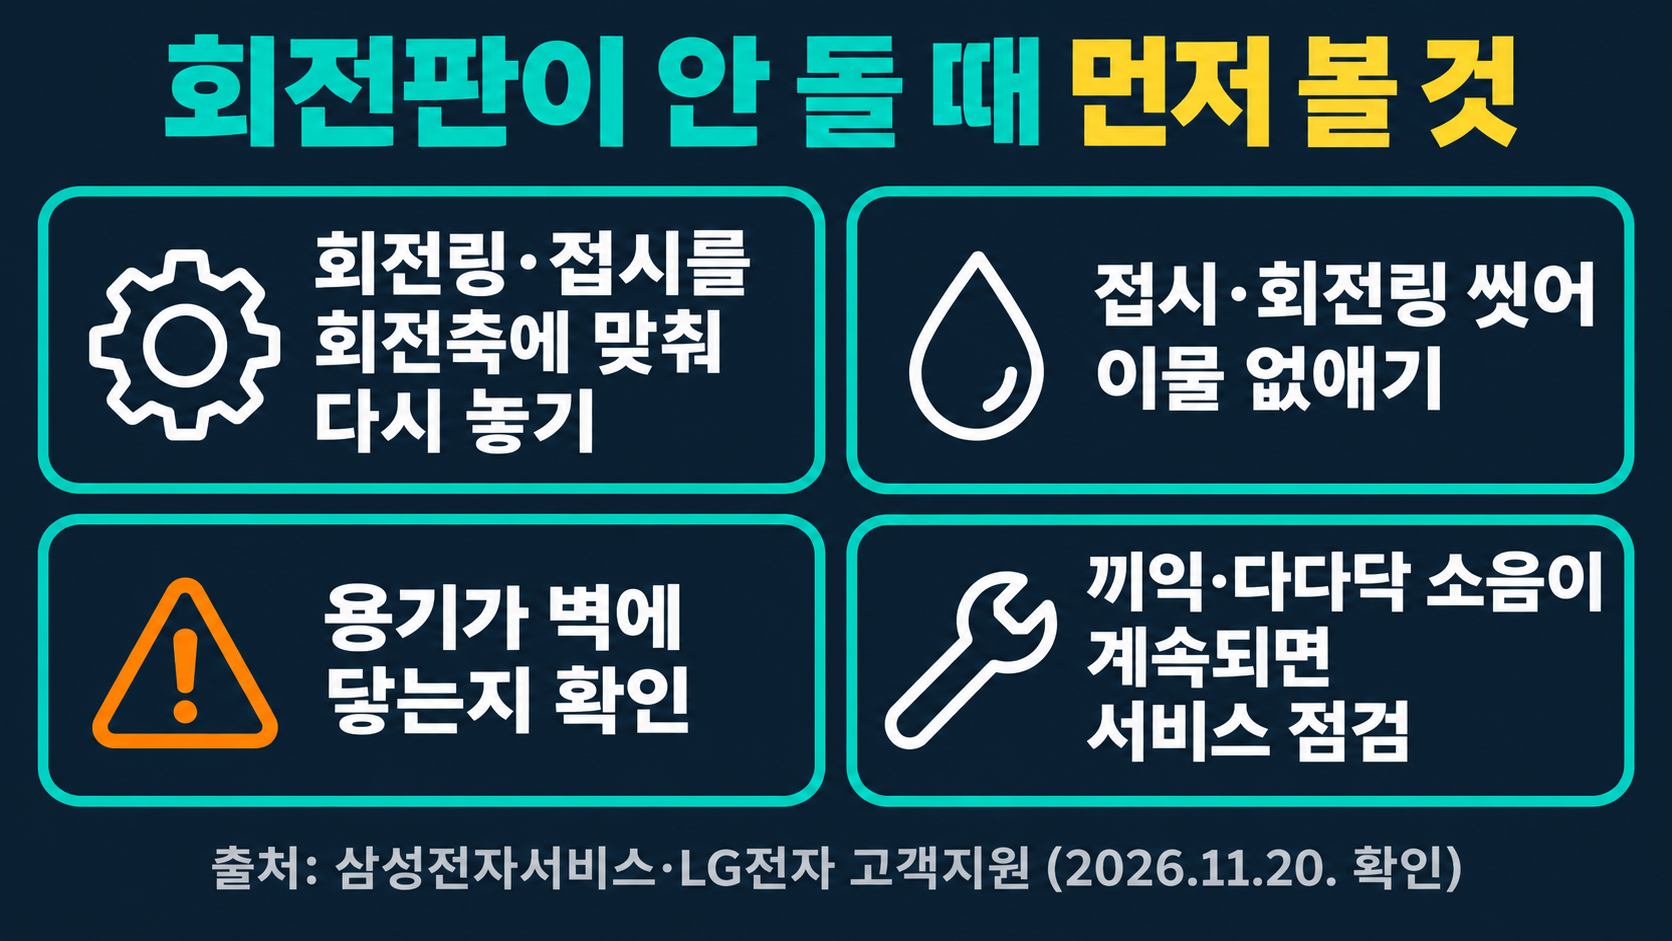 회전판이 안 돌 때 먼저 볼 것
회전링·접시를
회전축에 맞춰
다시 놓기
접시·회전링 씻어
이물 없애기
용기가 벽에
닿는지 확인
끼익·다다닥 소음이
계속되면
서비스 점검
출처: 삼성전자서비스·LG전자 고객지원 (2026.11.20. 확인)